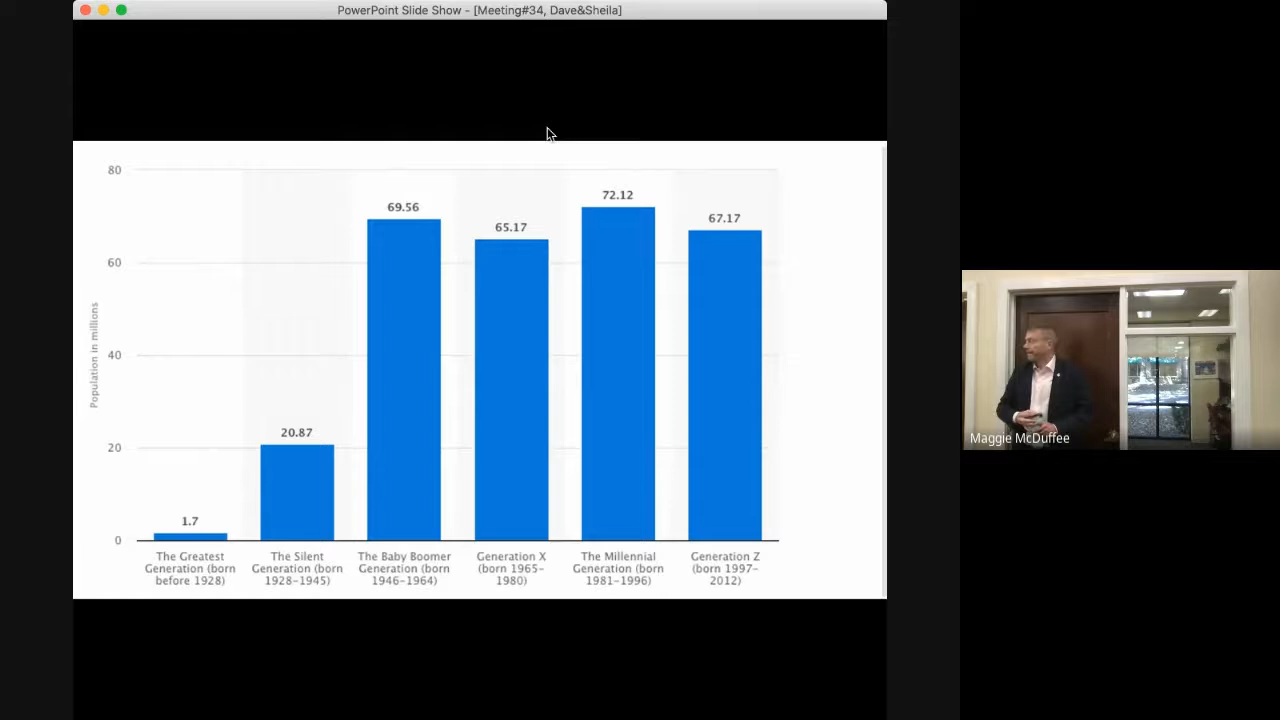 PowerPoint Slide Show - [Meeting#34, Dave&Sheila]
80
60
40
20
0
Population in millions
1.7
20.87
69.56
65.17
72.12
67.17
The Greatest
Generation (born
before 1928)
The Silent
Generation (born
1928-1945)
The Baby Boomer
Generation (born
1946-1964)
Generation X
(born 1965-
1980)
The Millennial
Generation (born
1981-1996)
Generation Z
(born 1997-
2012)
Maggie McDuffee